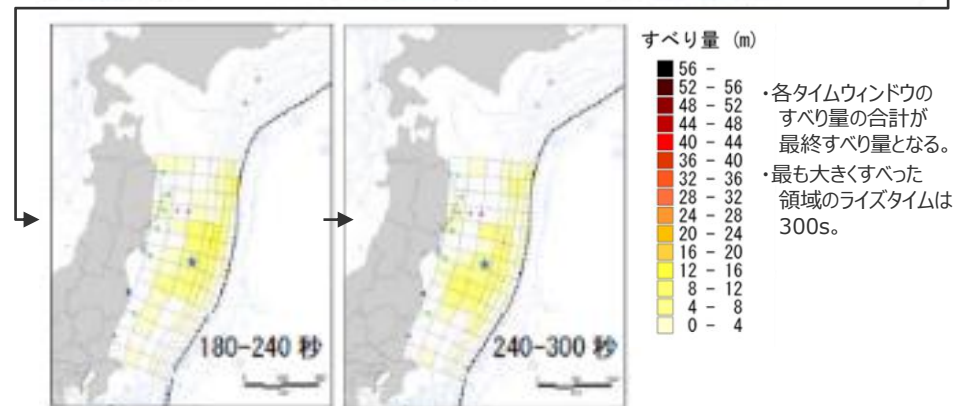 すべり量 (m)
56 -
52 - 56
48 - 52
44 - 48
40 - 44
36 - 40
32 - 36
28 - 32
24 - 28
20 - 24
16 - 20
12 - 16
8 - 12
4 - 8
0 - 4
・各タイムウィンドウの
すべり量の合計が
最終すべり量となる。
・最も大きくすべった
領域のライズタイムは
300s。
180-240 秒
240-300 秒